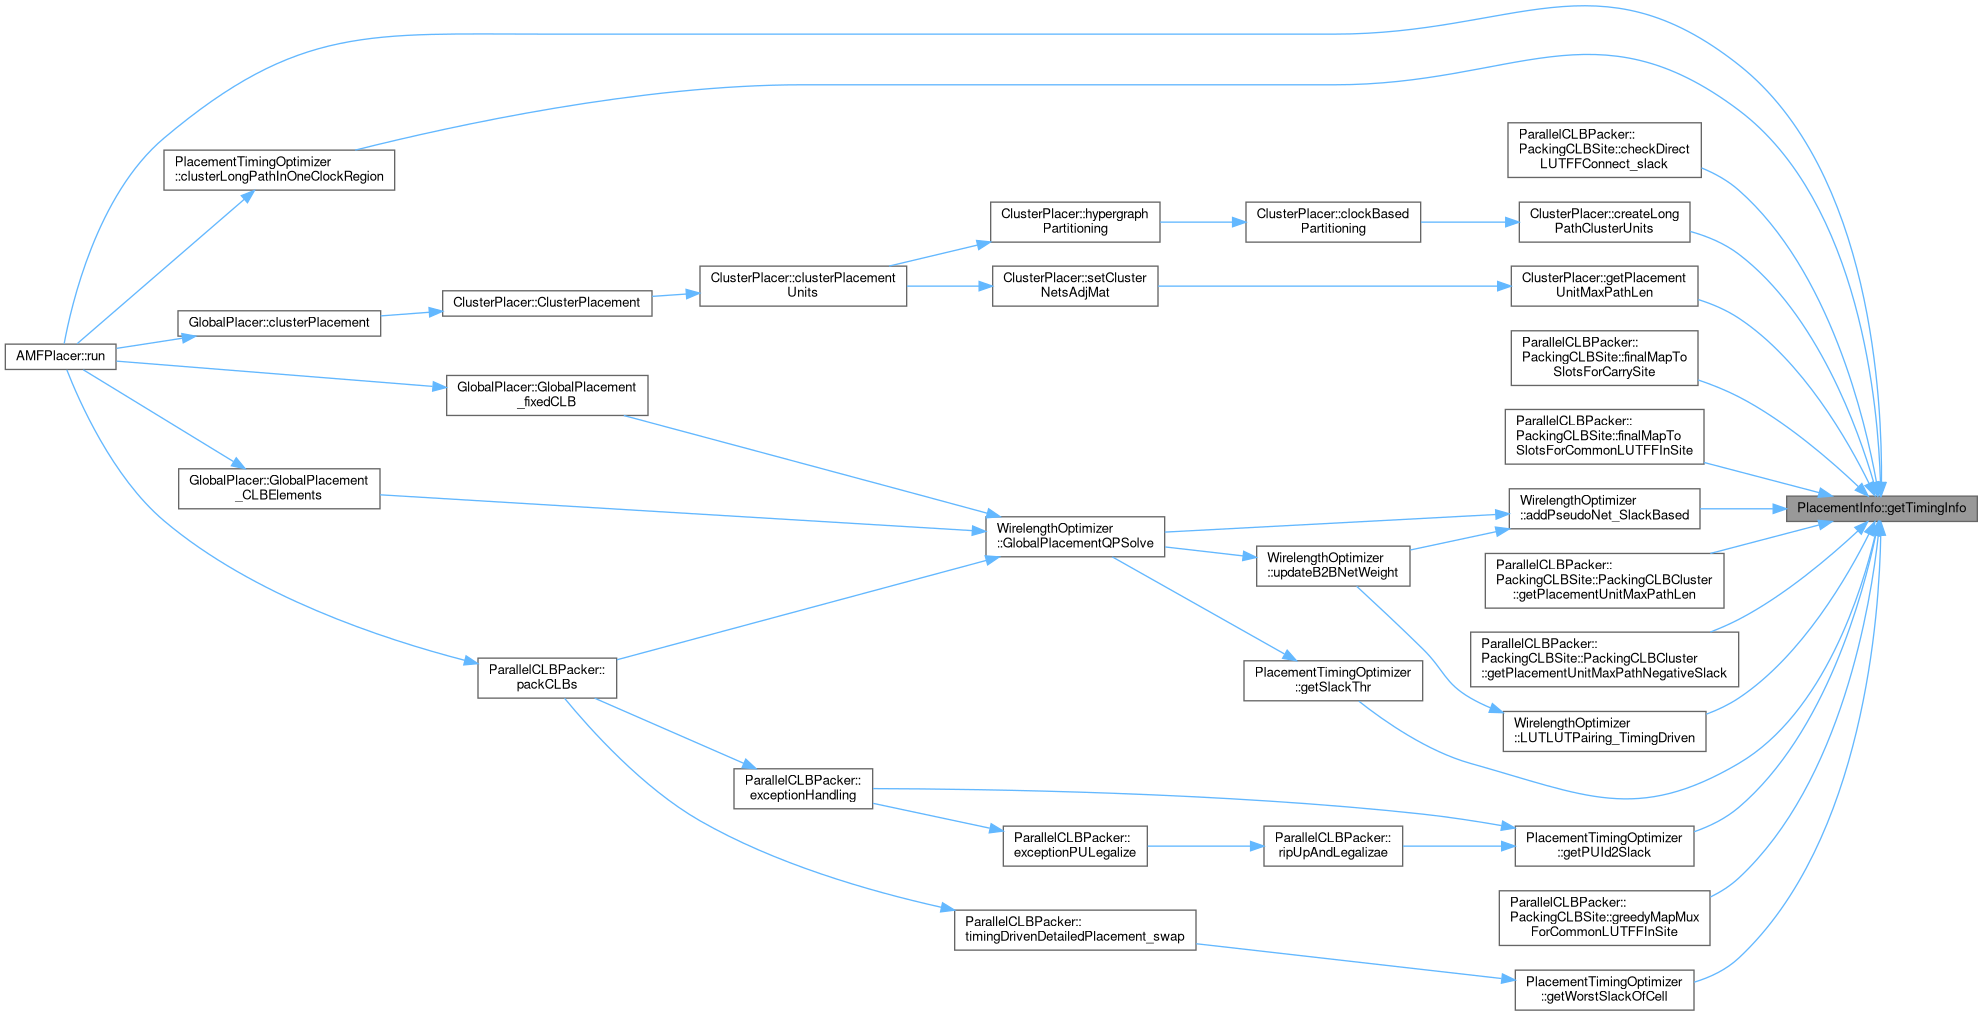 PlacementTimingOptimizer
::clusterLongPathInOneClockRegion
ParallelCLBPacker::
PackingCLBSite::checkDirect
LUTFFConnect_slack
ClusterPlacer::hypergraph
Partitioning
ClusterPlacer::clockBased
Partitioning
ClusterPlacer::createLong
PathClusterUnits
ClusterPlacer::clusterPlacement
Units
ClusterPlacer::setCluster
NetsAdjMat
ClusterPlacer::getPlacement
UnitMaxPathLen
ClusterPlacer::ClusterPlacement
GlobalPlacer::clusterPlacement
AMFPlacer::run
ParallelCLBPacker::
PackingCLBSite::finalMapTo
SlotsForCarrySite
GlobalPlacer::GlobalPlacement
_fixedCLB
ParallelCLBPacker::
PackingCLBSite::finalMapTo
SlotsForCommonLUTFFInSite
GlobalPlacer::GlobalPlacement
_CLBElements
WirelengthOptimizer
::addPseudoNet_SlackBased
PlacementInfo::getTimingInfo
WirelengthOptimizer
::GlobalPlacementQPSolve
WirelengthOptimizer
::updateB2BNetWeight
ParallelCLBPacker::
PackingCLBSite::PackingCLBCluster
::getPlacementUnitMaxPathLen
ParallelCLBPacker::
PackingCLBSite::PackingCLBCluster
::getPlacementUnitMaxPathNegativeSlack
ParallelCLBPacker::
packCLBs
PlacementTimingOptimizer
::getSlackThr
WirelengthOptimizer
::LUTLUTPairing_TimingDriven
ParallelCLBPacker::
exceptionHandling
ParallelCLBPacker::
exceptionPULegalize
ParallelCLBPacker::
ripUpAndLegalizae
PlacementTimingOptimizer
::getPUId2Slack
ParallelCLBPacker::
PackingCLBSite::greedyMapMux
ForCommonLUTFFInSite
ParallelCLBPacker::
timingDrivenDetailedPlacement_swap
PlacementTimingOptimizer
::getWorstSlackOfCell